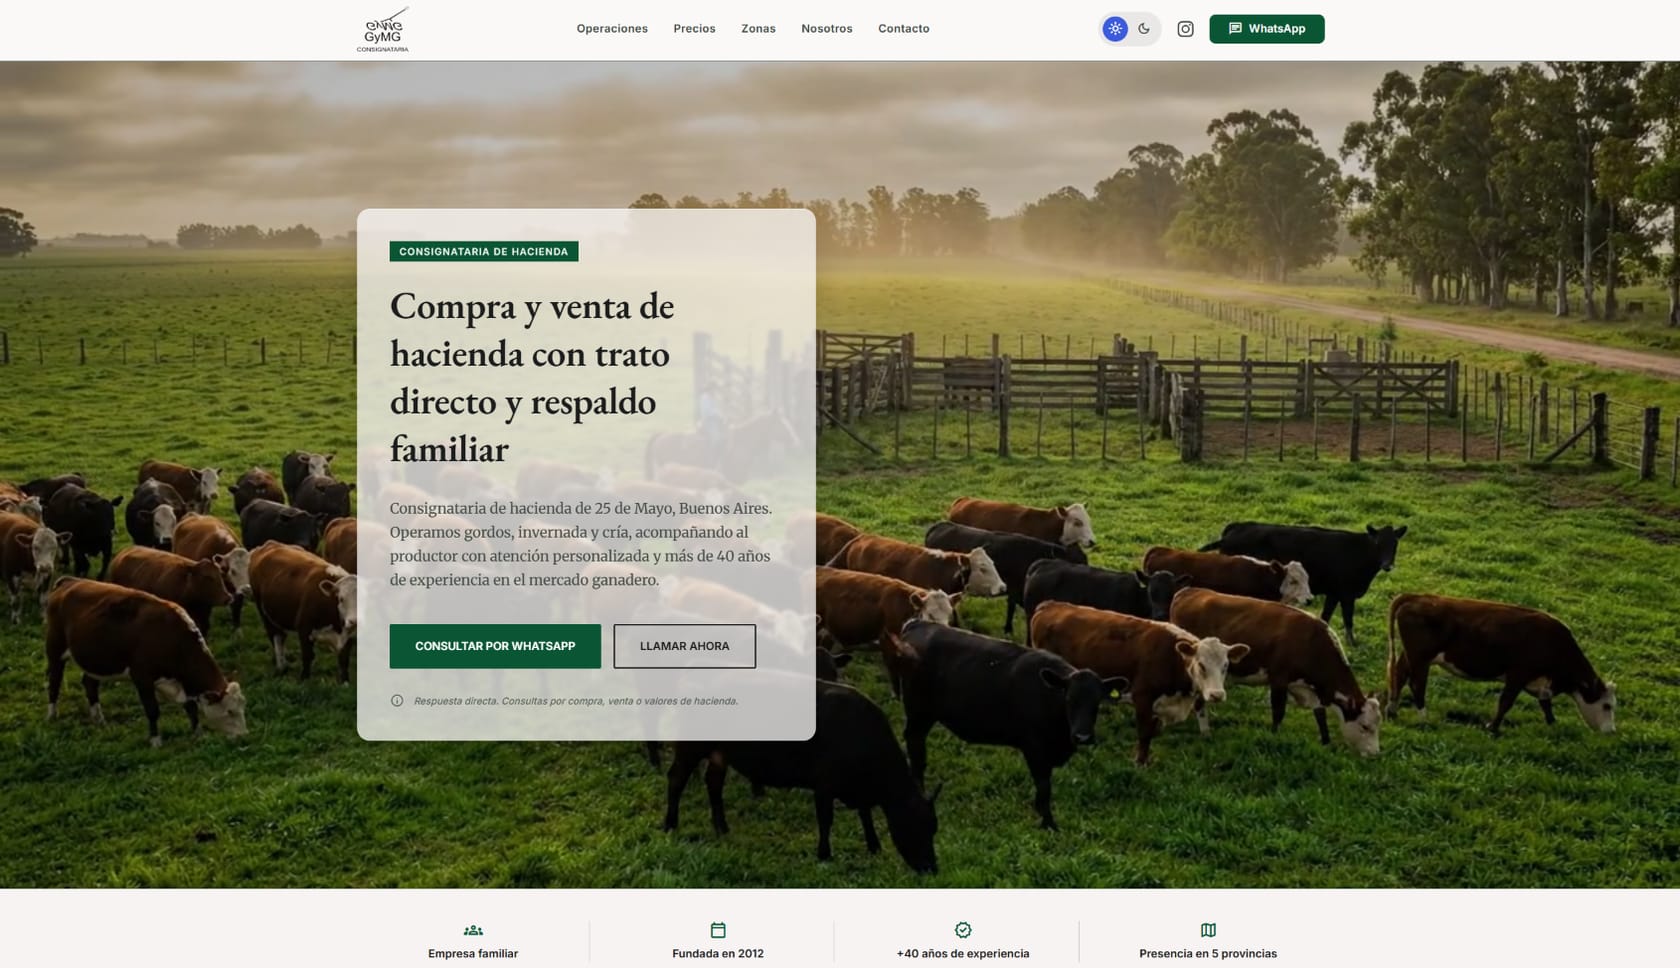 GyMG
CONSIGNATARIA
Operaciones
Precios
Zonas
Nosotros
Contacto
WhatsApp
CONSIGNATARIA DE HACIENDA
Compra y venta de
hacienda con trato
directo y respaldo
familiar
Consignataria de hacienda de 25 de Mayo, Buenos Aires.
Operamos gordos, invernada y cría, acompañando al
productor con atención personalizada y más de 40 años
de experiencia en el mercado ganadero.
CONSULTAR POR WHATSAPP
LLAMAR AHORA
Respuesta directa. Consultas por compra, venta o valores de hacienda.
Empresa familiar
Fundada en 2012
+40 años de experiencia
Presencia en 5 provincias